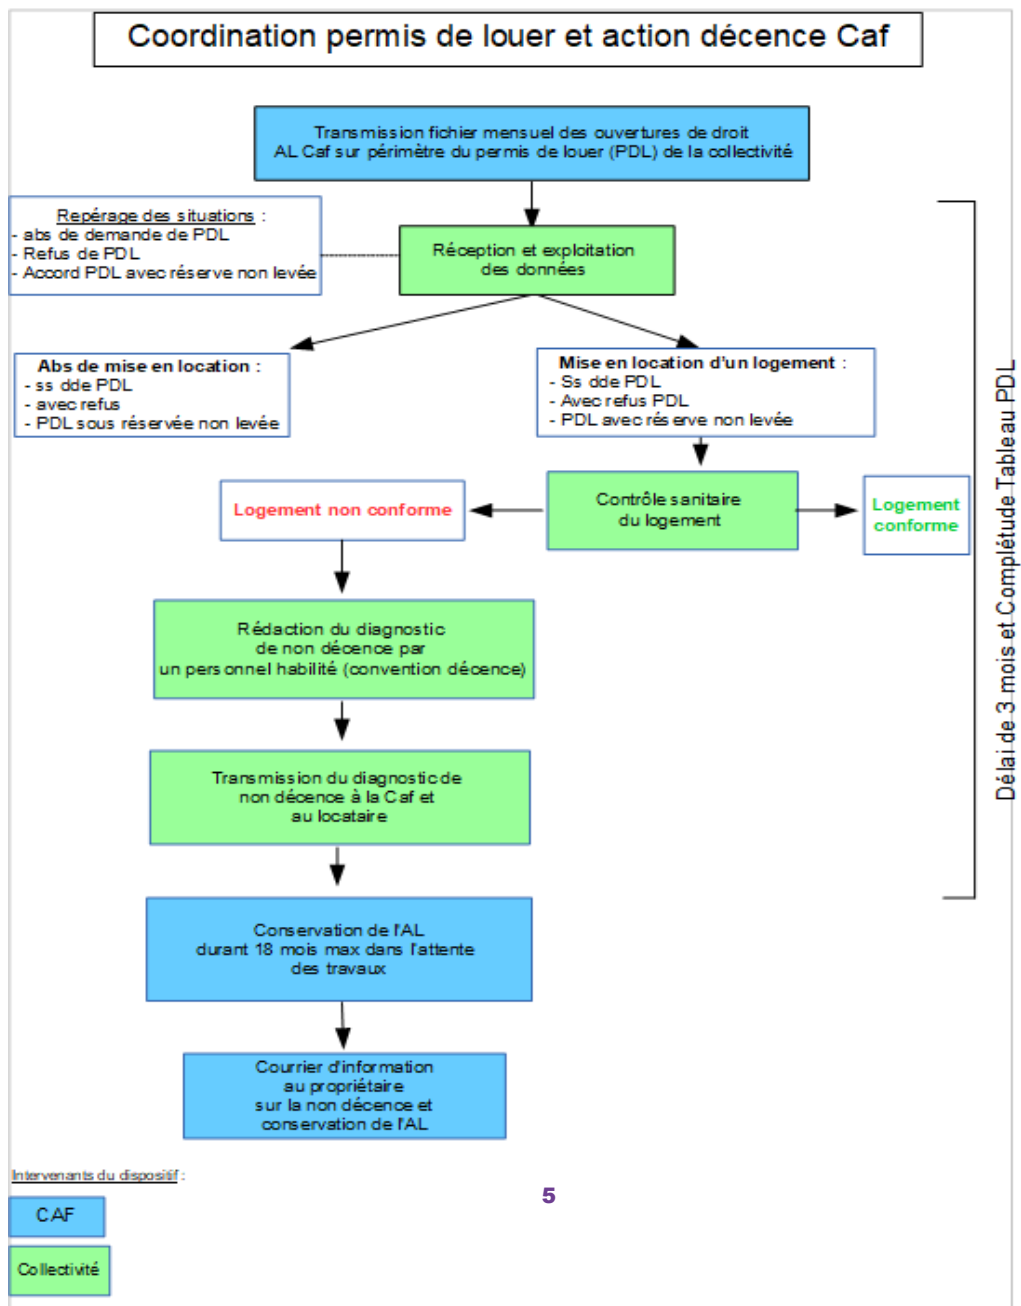 Coordination permis de louer et action décence Caf
Transmission fichier mensuel des ouvertures de droit
AL Caf sur périmètre du permis de louer (PDL) de la collectivité
Repérage des situations :
- abs de demande de PDL
- Refus de PDL
- Accord PDL avec réserve non levée
Réception et exploitation
des données
Abs de mise en location :
- ss dde PDL
- avec refus
- PDL sous réservée non levée
Mise en location d'un logement :
- Ss dde PDL
- Avec refus PDL
- PDL avec réserve non levée
Logement non conforme
Contrôle sanitaire
du logement
Logement
conforme
Délai de 3 mois et Complétude Tableau PDL
Rédaction du diagnostic
de non décence par
un personnel habilité (convention décence)
Transmission du diagnostic de
non décence à la Caf et
au locataire
Conservation de l'AL
durant 18 mois max dans l'attente
des travaux
Courrier d'information
au propriétaire
sur la non décence et
conservation de l'AL
Intervenants du dispositif :
CAF
Collectivité
5